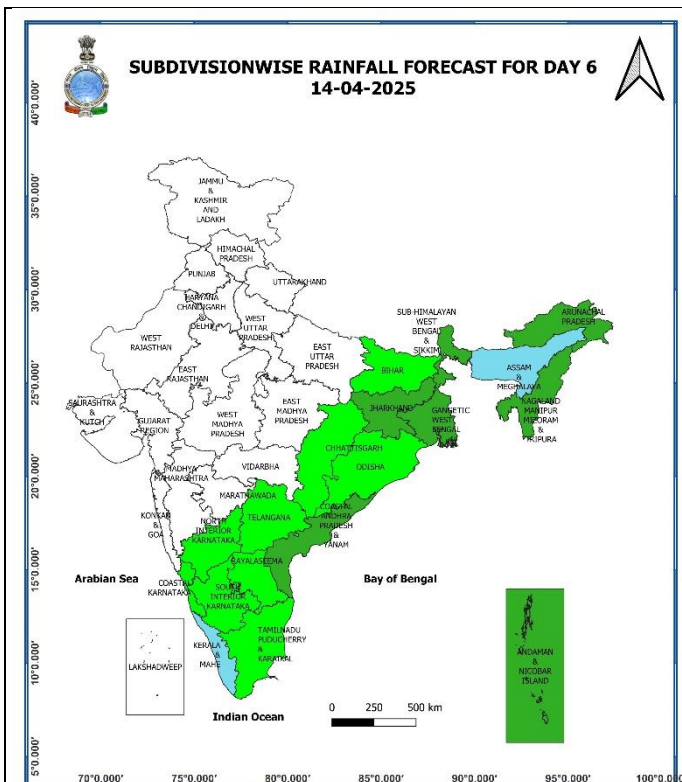 SUBDIVISIONWISE RAINFALL FORECAST FOR DAY 6
14-04-2025
40°0.000'
35°0.000'
30°0.000'
25°0.000'
20°0.000'
15°0.000'
10°0.000'
5°0.000'
JAMMU
&
KASHMIR
AND
LADAKH
HIMACHAL
PRADESH
PUNJAB
UTTARAKHAND
HARYANA
CHANDIGARH
&
DELHI
WEST
RAJASTHAN
WEST
UTTAR
PRADESH
EAST
UTTAR
PRADESH
SUB-HIMALAYAN
WEST
BENGAL
&
SIKKIM
ARUNACHAL
PRADESH
EAST
RAJASTHAN
BIHAR
ASSAM
&
MEGHALAYA
NAGALAND
MANIPUR
MIZORAM
&
TRIPURA
SAURASHTRA
&
KUTCH
GUJARAT
REGION
WEST
MADHYA
PRADESH
EAST
MADHYA
PRADESH
JHARKHAND
GANGETIC
WEST
BENGAL
CHHATTISGARH
ODISHA
MADHYA
MAHARASHTRA
VIDARBHA
MARATHAWADA
KONKAN
&
GOA
NORTH
INTERIOR
KARNATAKA
TELANGANA
COASTAL
ANDHRA
PRADESH
&
YANAM
RAYALASEEMA
Arabian Sea
Bay of Bengal
COASTAL
KARNATAKA
SOUTH
INTERIOR
KARNATAKA
TAMILNADU
PUDUCHERRY
&
KARAIKAL
KERALA
&
MAHE
LAKSHADWEEP
ANDAMAN
&
NICOBAR
ISLAND
Indian Ocean
0 250 500 km
70°0.000' 75°0.000' 80°0.000' 85°0.000' 90°0.000' 95°0.000' 100°0.000'